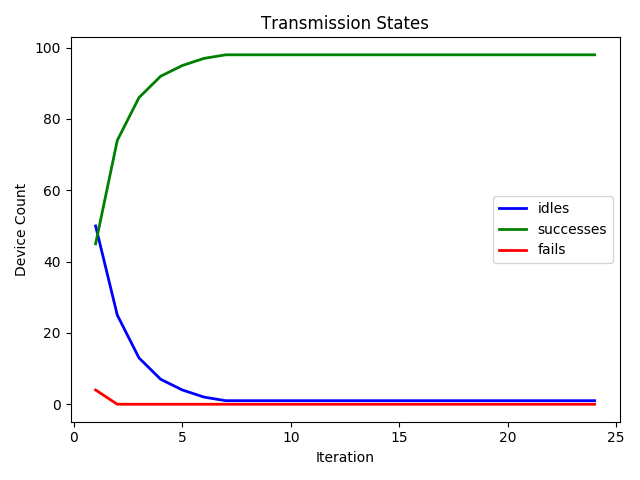 Transmission States
Device Count
100
80
60
40
20
0
idles
successes
fails
0 5 10 15 20 25
Iteration